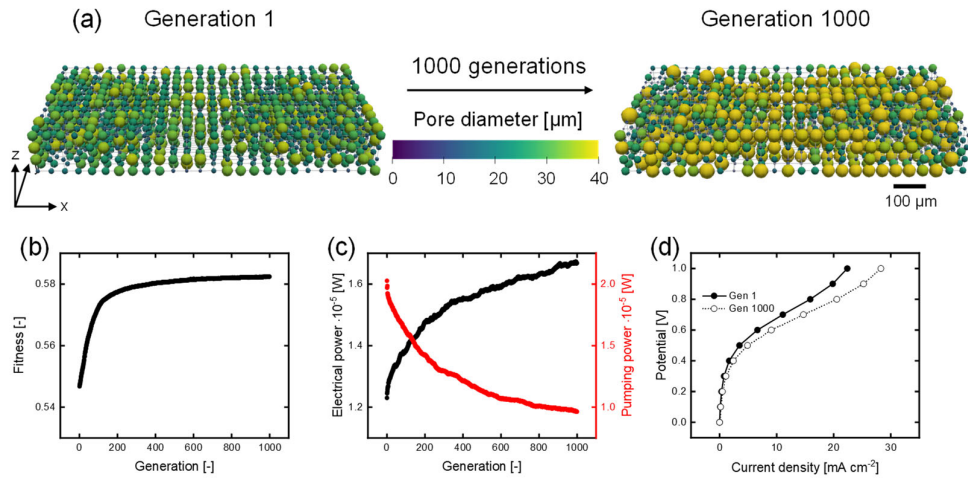 (a)
Generation 1
Generation 1000
1000 generations
Pore diameter [µm]
0 10 20 30 40
Z
X
100 µm
(b)
Fitness [-]
0.58
0.56
0.54
0 200 400 600 800 1000
Generation [-]
(c)
Electrical power ·10⁻⁵ [W]
1.6
1.4
1.2
Pumping power ·10⁻⁵ [W]
2.0
1.5
1.0
0 200 400 600 800 1000
Generation [-]
(d)
Potential [V]
1.0
0.8
0.6
0.4
0.2
0.0
Gen 1
Gen 1000
0 10 20 30
Current density [mA cm⁻²]